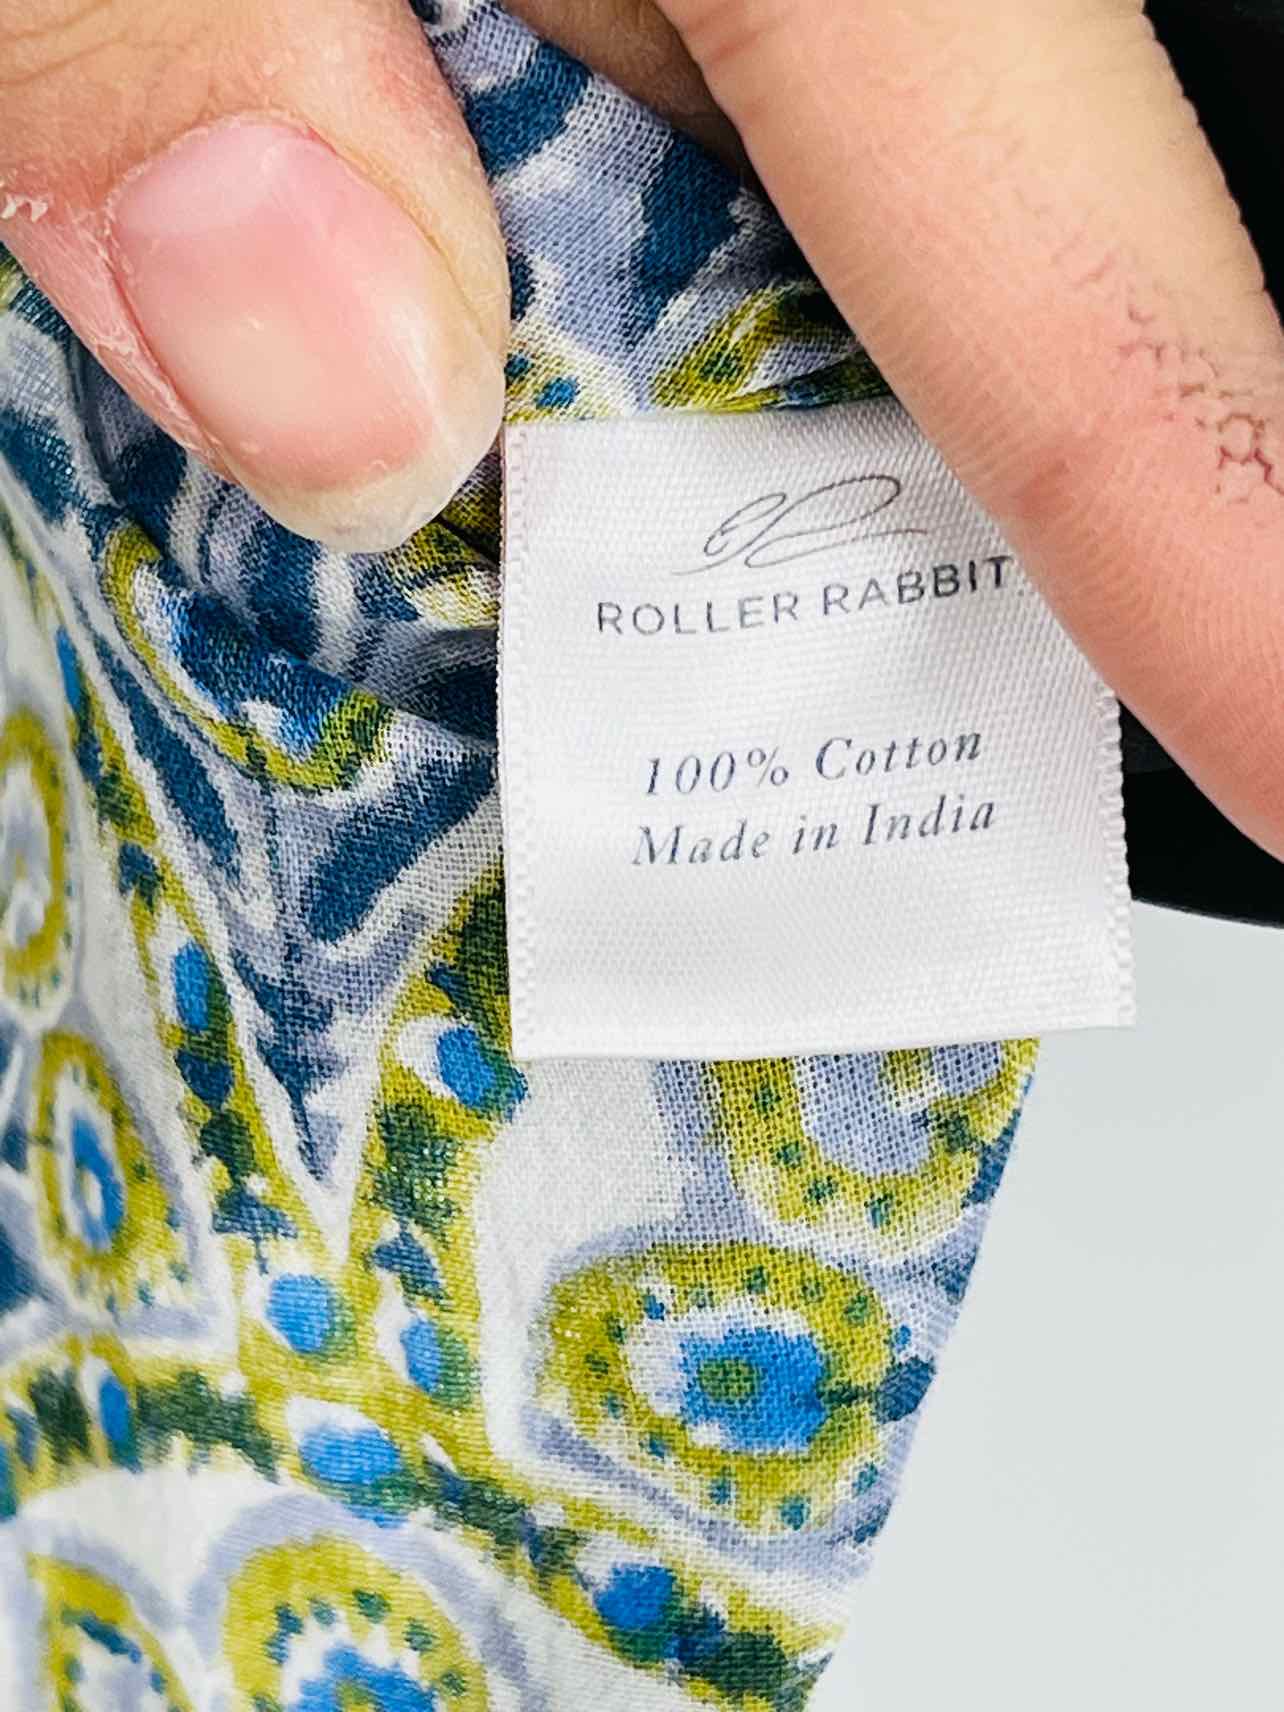 ROLLER RABBIT
100% Cotton
Made in India